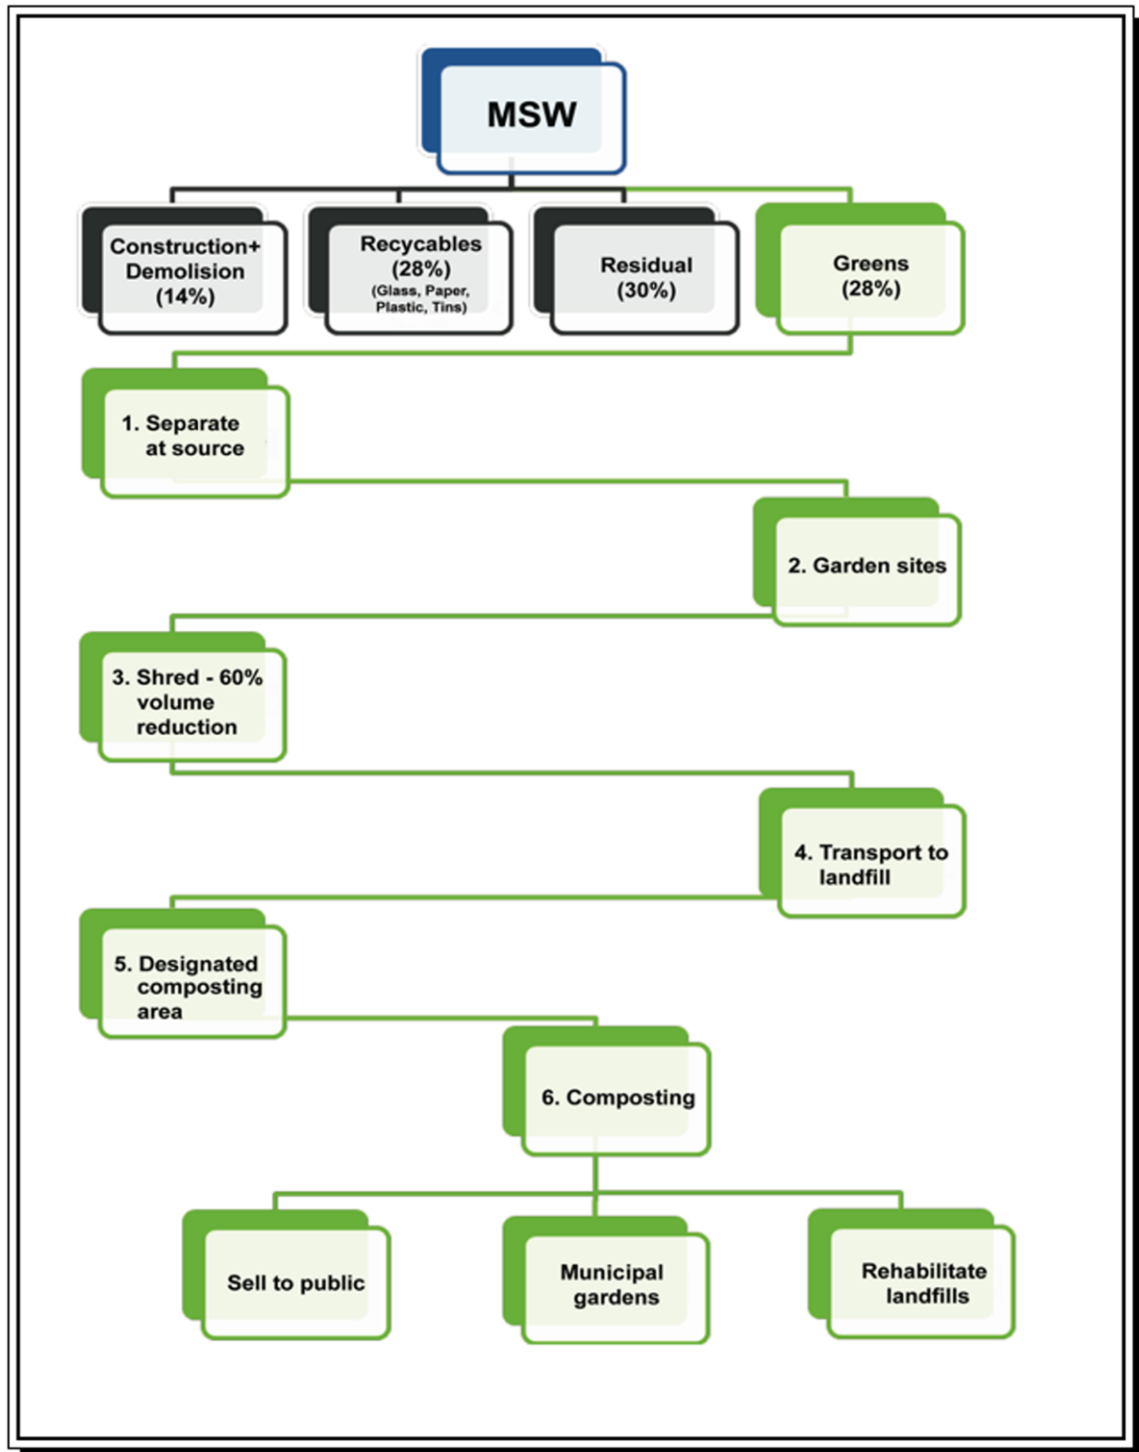 MSW
Construction+
Demolision
(14%)
Recycables
(28%)
(Glass, Paper,
Plastic, Tins)
Residual
(30%)
Greens
(28%)
1. Separate
at source
2. Garden sites
3. Shred - 60%
volume
reduction
4. Transport to
landfill
5. Designated
composting
area
6. Composting
Sell to public
Municipal
gardens
Rehabilitate
landfills